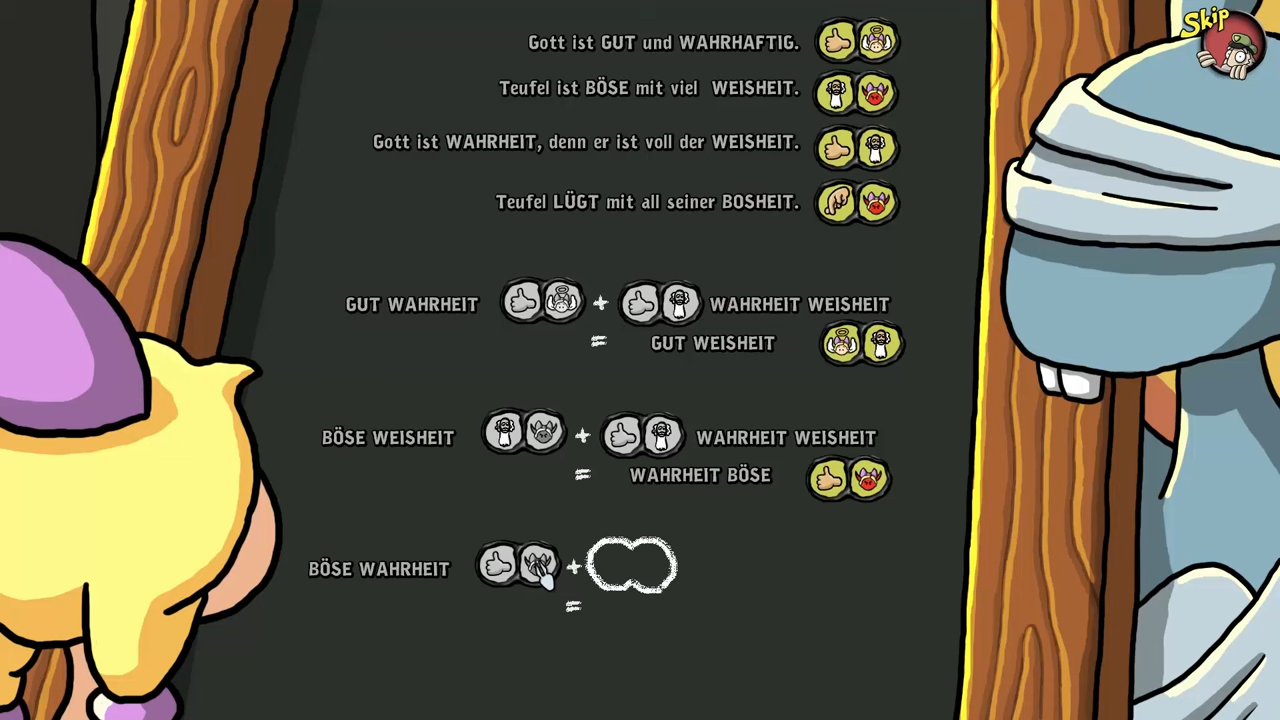 Skip
Gott ist GUT und WAHRHAFTIG.
Teufel ist BÖSE mit viel WEISHEIT.
Gott ist WAHRHEIT, denn er ist voll der WEISHEIT.
Teufel LÜGT mit all seiner BOSHEIT.
GUT WAHRHEIT + WAHRHEIT WEISHEIT
= GUT WEISHEIT
BÖSE WEISHEIT + WAHRHEIT WEISHEIT
= WAHRHEIT BÖSE
BÖSE WAHRHEIT +
=